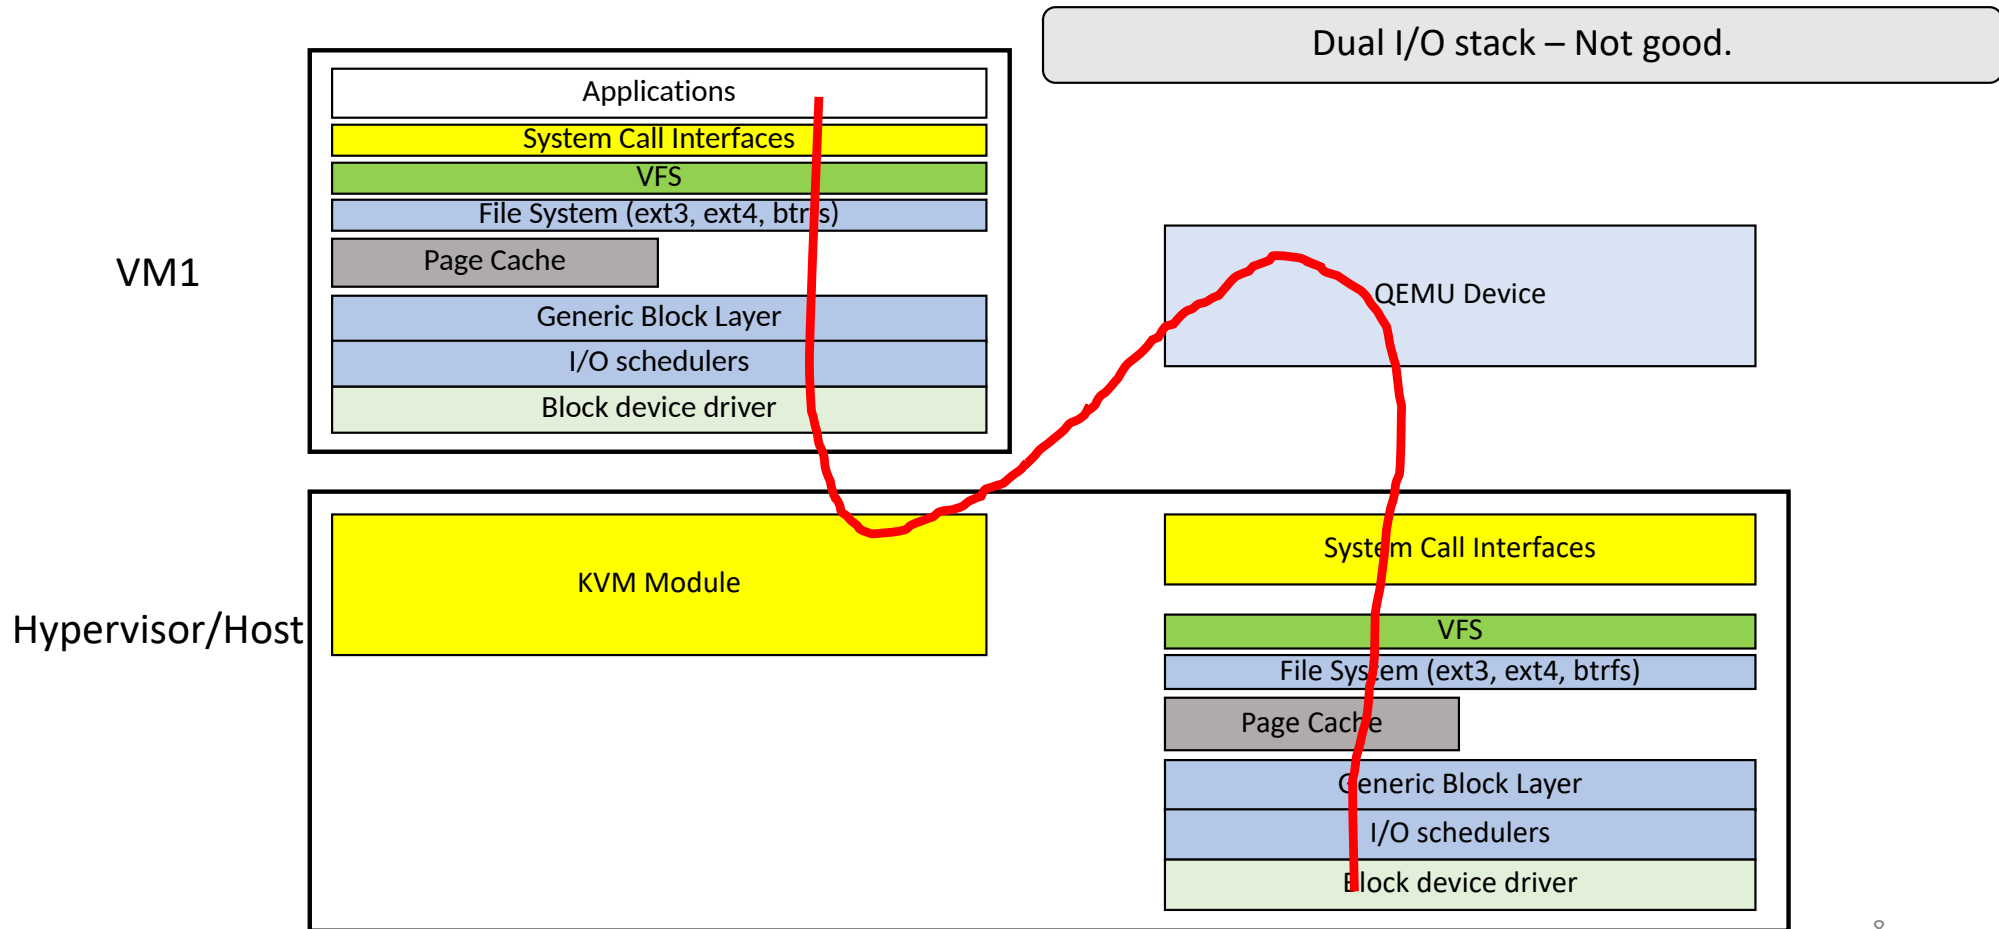 Dual I/O stack – Not good.
Applications
System Call Interfaces
VFS
File System (ext3, ext4, btrfs)
Page Cache
Generic Block Layer
I/O schedulers
Block device driver
VM1
QEMU Device
Hypervisor/Host
KVM Module
System Call Interfaces
VFS
File System (ext3, ext4, btrfs)
Page Cache
Generic Block Layer
I/O schedulers
Block device driver